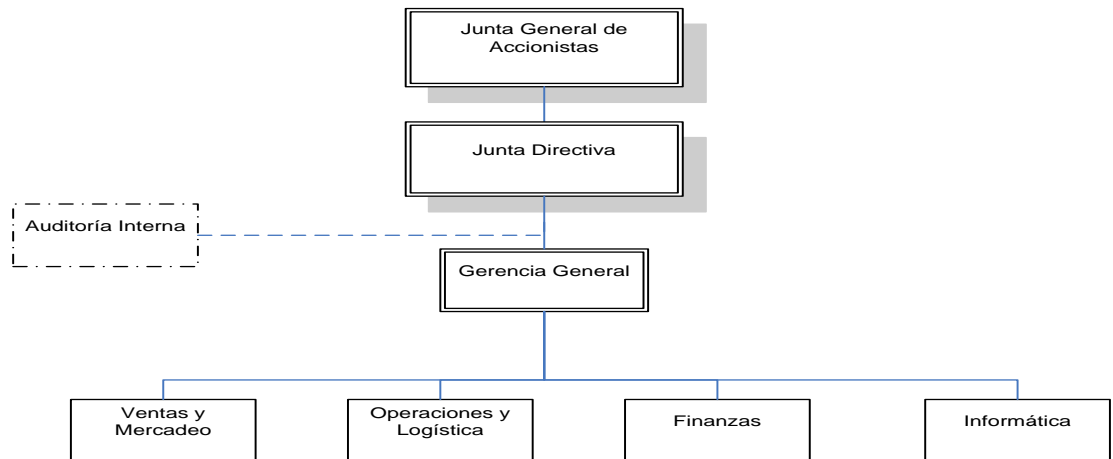 Junta General de
Accionistas
Junta Directiva
Auditoría Interna
Gerencia General
Ventas y
Mercadeo
Operaciones y
Logística
Finanzas
Informática